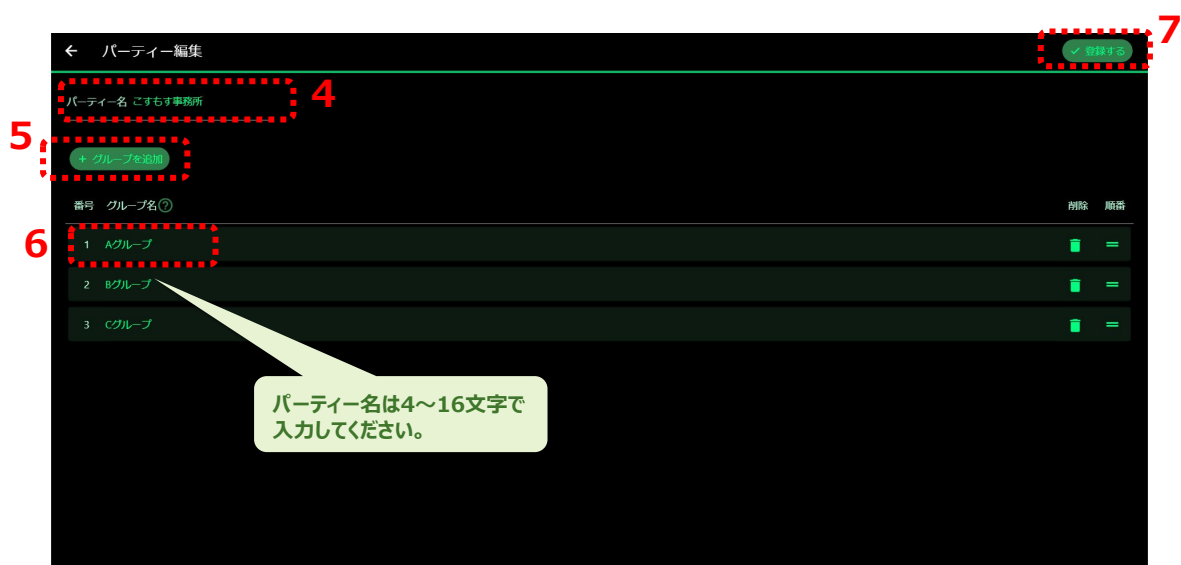 7
← パーティー編集
✓ 登録する
パーティー名 こすもす事務所
4
5
+ グループを追加
番号 グループ名? 削除 順番
6
1 Aグループ
2 Bグループ
3 Cグループ
パーティー名は4～16文字で
入力してください。